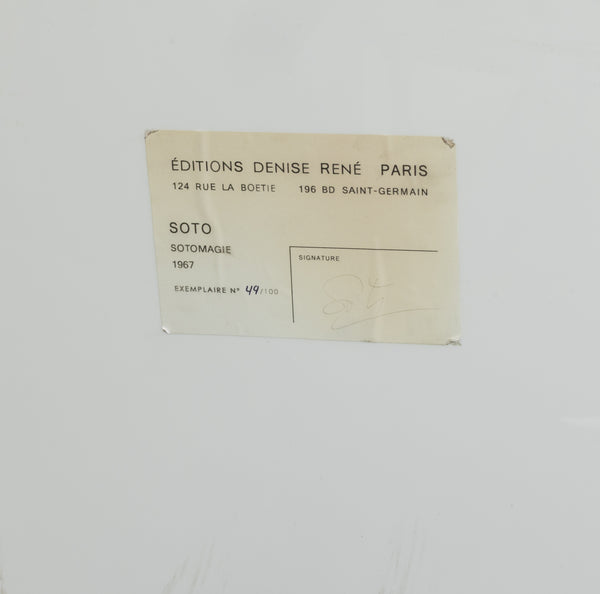 ÉDITIONS DENISE RENÉ PARIS
124 RUE LA BOETIE 196 BD SAINT-GERMAIN
SOTO
SOTOMAGIE
1967
EXEMPLAIRE N° 49/100
SIGNATURE
Soto